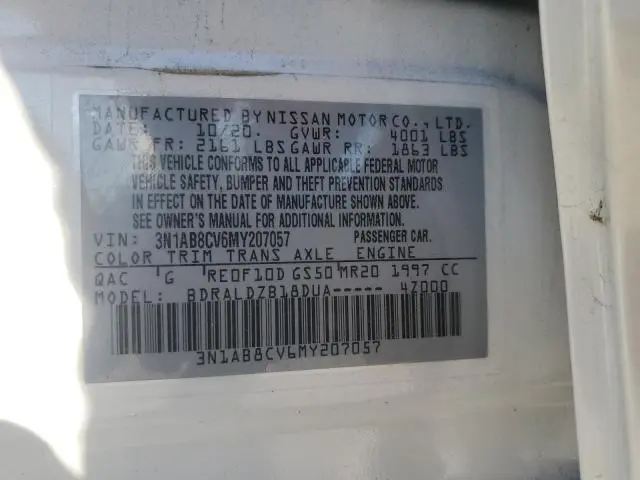 MANUFACTURED BY NISSAN MOTOR CO., LTD.
DATE: 10/20. GVWR: 4001 LBS
GAWR FR: 2161 LBS GAWR RR: 1863 LBS
THIS VEHICLE CONFORMS TO ALL APPLICABLE FEDERAL MOTOR
VEHICLE SAFETY, BUMPER AND THEFT PREVENTION STANDARDS
IN EFFECT ON THE DATE OF MANUFACTURE SHOWN ABOVE.
SEE OWNER'S MANUAL FOR ADDITIONAL INFORMATION.
VIN: 3N1AB8CV6MY207057 PASSENGER CAR.
COLOR TRIM TRANS AXLE ENGINE
QAC G RE0F10D GS50 MR20 1997 CC
MODEL: BDRALDZB18DUA----- 4Z000
3N1AB8CV6MY207057